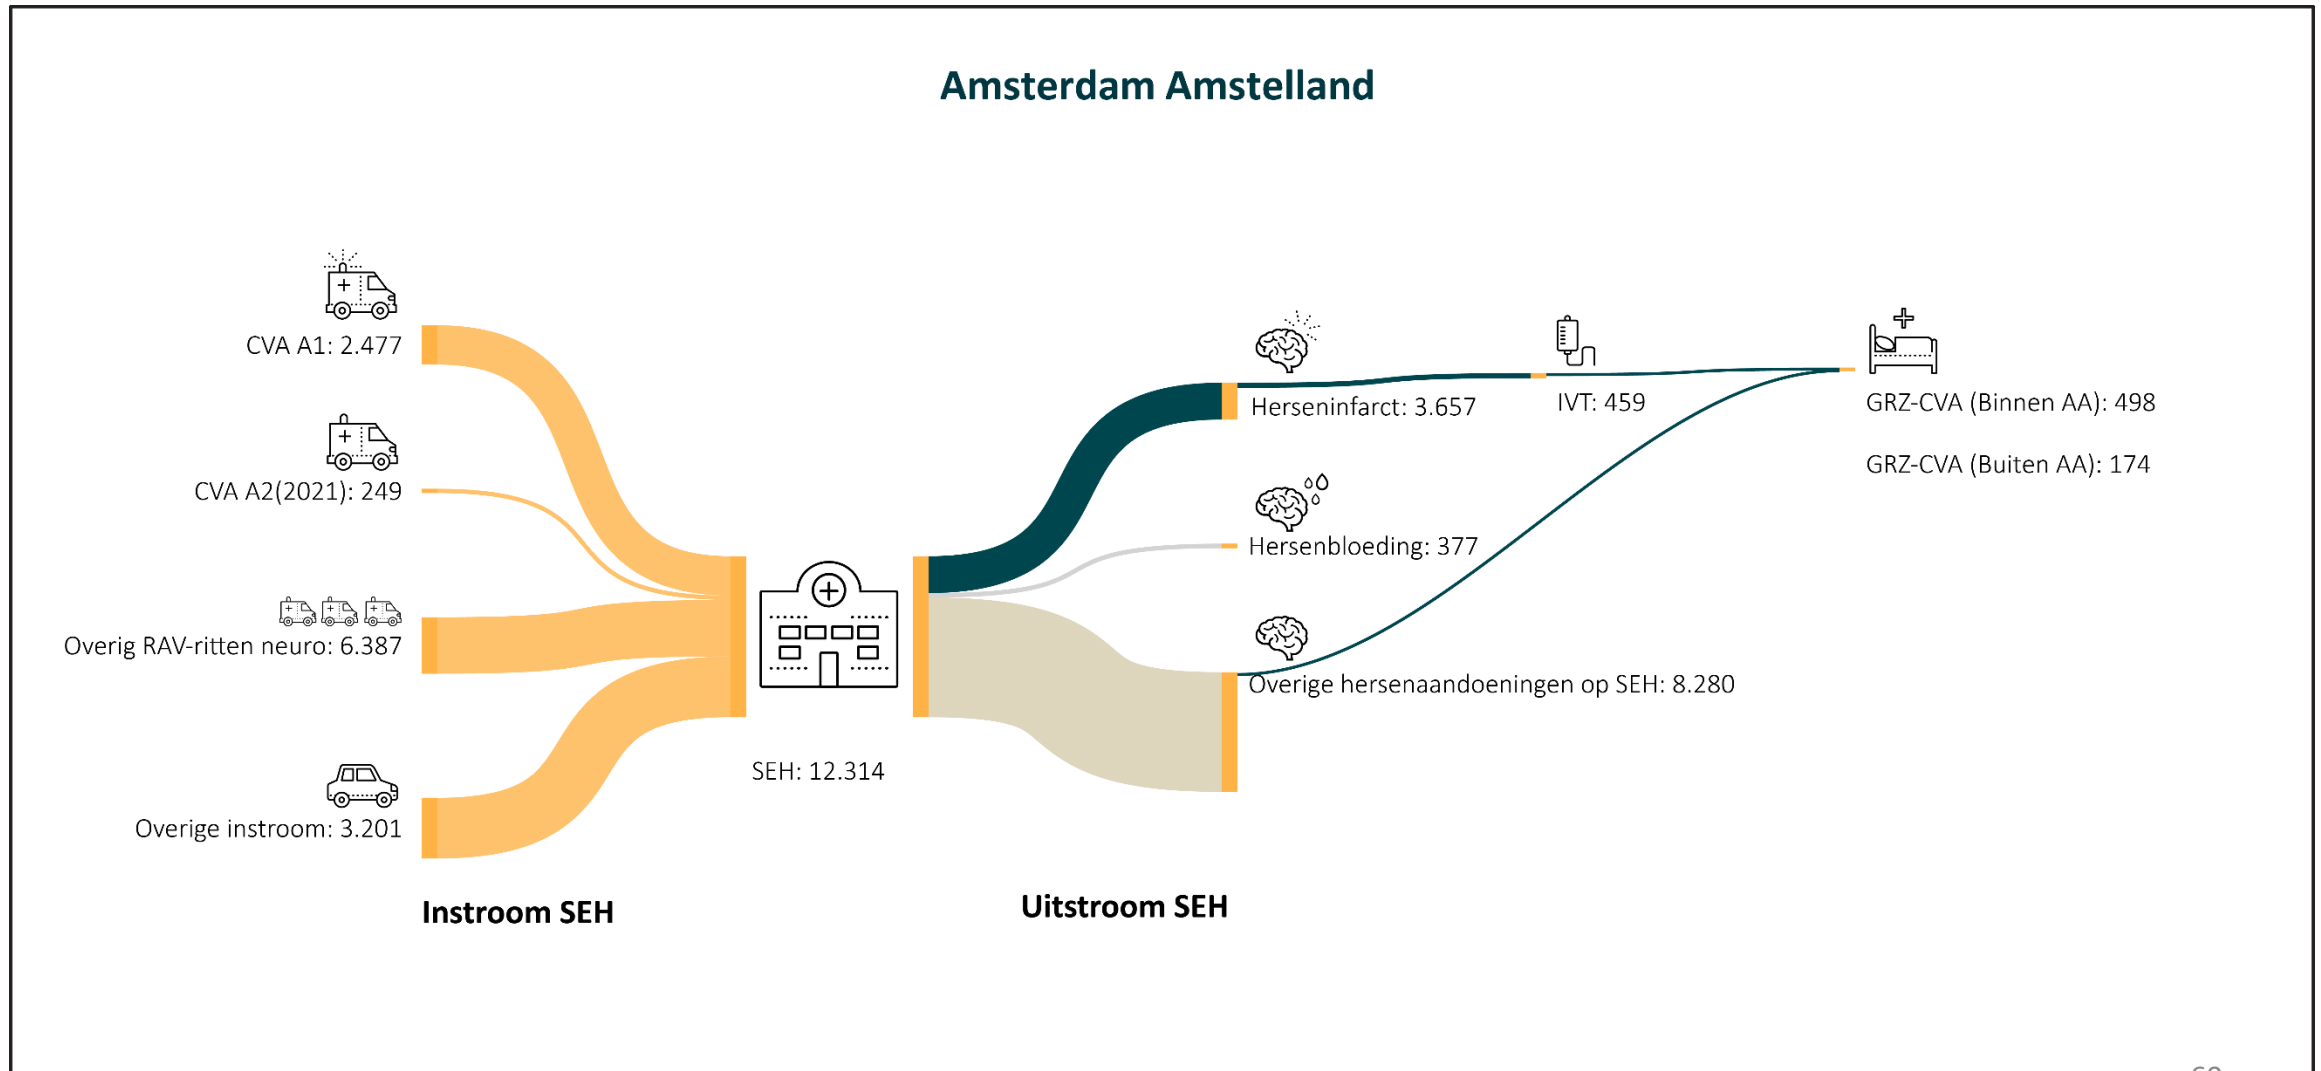 Amsterdam Amstelland
CVA A1: 2.477
CVA A2(2021): 249
Overig RAV-ritten neuro: 6.387
Overige instroom: 3.201
Instroom SEH
SEH: 12.314
Uitstroom SEH
Herseninfarct: 3.657
IVT: 459
GRZ-CVA (Binnen AA): 498
GRZ-CVA (Buiten AA): 174
Hersenbloeding: 377
Overige hersenaandoeningen op SEH: 8.280